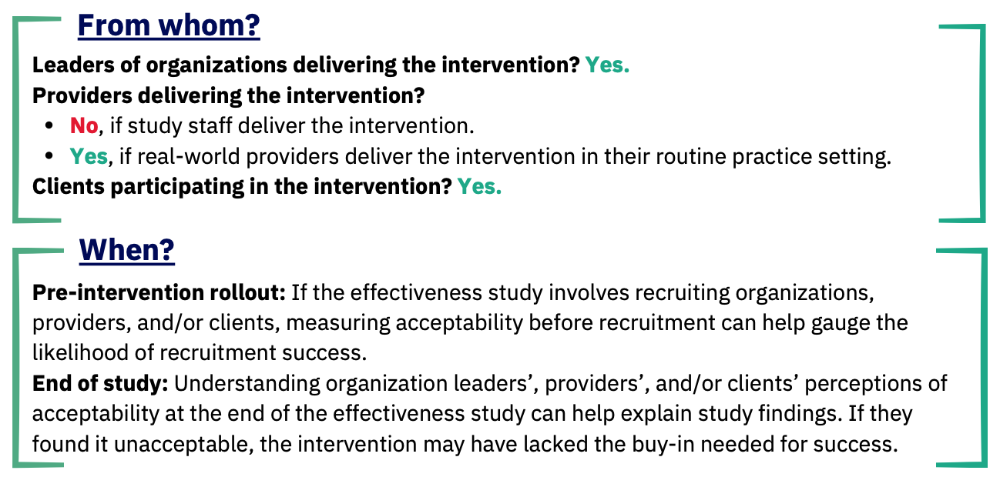 From whom?
Leaders of organizations delivering the intervention? Yes.
Providers delivering the intervention?
• No, if study staff deliver the intervention.
• Yes, if real-world providers deliver the intervention in their routine practice setting.
Clients participating in the intervention? Yes.
When?
Pre-intervention rollout: If the effectiveness study involves recruiting organizations,
providers, and/or clients, measuring acceptability before recruitment can help gauge the
likelihood of recruitment success.
End of study: Understanding organization leaders’, providers’, and/or clients’ perceptions of
acceptability at the end of the effectiveness study can help explain study findings. If they
found it unacceptable, the intervention may have lacked the buy-in needed for success.